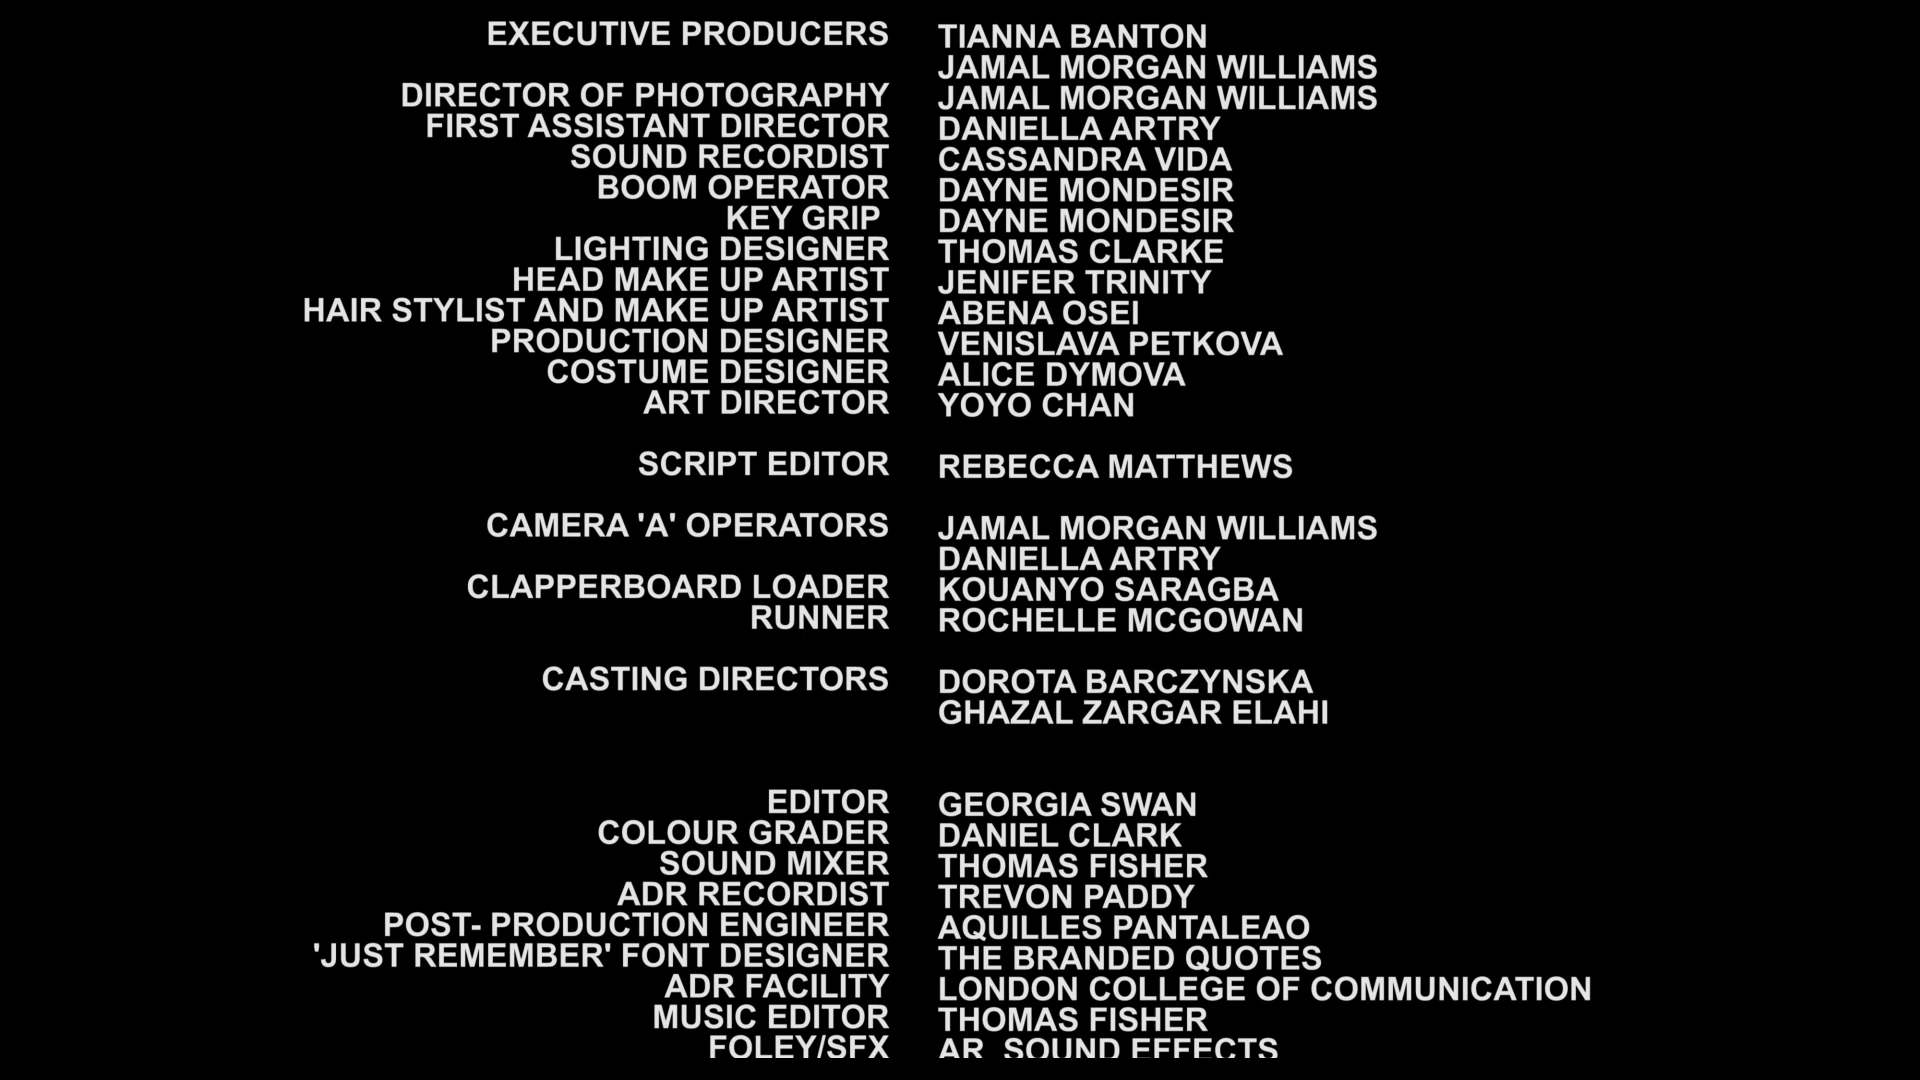 EXECUTIVE PRODUCERS TIANNA BANTON
JAMAL MORGAN WILLIAMS
DIRECTOR OF PHOTOGRAPHY JAMAL MORGAN WILLIAMS
FIRST ASSISTANT DIRECTOR DANIELLA ARTRY
SOUND RECORDIST CASSANDRA VIDA
BOOM OPERATOR DAYNE MONDESIR
KEY GRIP DAYNE MONDESIR
LIGHTING DESIGNER THOMAS CLARKE
HEAD MAKE UP ARTIST JENIFER TRINITY
HAIR STYLIST AND MAKE UP ARTIST ABENA OSEI
PRODUCTION DESIGNER VENISLAVA PETKOVA
COSTUME DESIGNER ALICE DYMOVA
ART DIRECTOR YOYO CHAN
SCRIPT EDITOR REBECCA MATTHEWS
CAMERA 'A' OPERATORS JAMAL MORGAN WILLIAMS
DANIELLA ARTRY
CLAPPERBOARD LOADER KOUANYO SARAGBA
RUNNER ROCHELLE MCGOWAN
CASTING DIRECTORS DOROTA BARCZYNSKA
GHAZAL ZARGAR ELAHI
EDITOR GEORGIA SWAN
COLOUR GRADER DANIEL CLARK
SOUND MIXER THOMAS FISHER
ADR RECORDIST TREVON PADDY
POST- PRODUCTION ENGINEER AQUILLES PANTALEAO
'JUST REMEMBER' FONT DESIGNER THE BRANDED QUOTES
ADR FACILITY LONDON COLLEGE OF COMMUNICATION
MUSIC EDITOR THOMAS FISHER
FOLEY/SFX AR SOUND EFFECTS